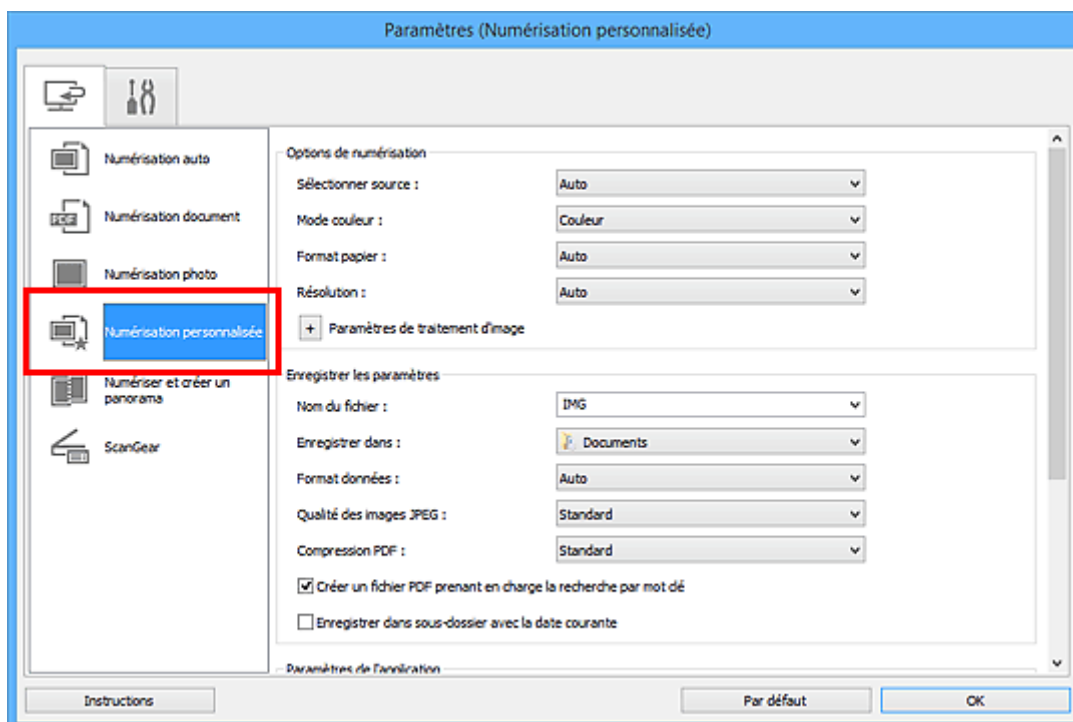 Paramètres (Numérisation personnalisée)
Numérisation auto
PDF
Numérisation document
Numérisation photo
Numérisation personnalisée
Numériser et créer un
panorama
ScanGear
Options de numérisation
Sélectionner source : Auto
Mode couleur : Couleur
Format papier : Auto
Résolution : Auto
+ Paramètres de traitement d'image
Enregistrer les paramètres
Nom du fichier : IMG
Enregistrer dans : Documents
Format données : Auto
Qualité des images JPEG : Standard
Compression PDF : Standard
Créer un fichier PDF prenant en charge la recherche par mot clé
Enregistrer dans sous-dossier avec la date courante
Paramètres de l'application
Instructions Par défaut OK